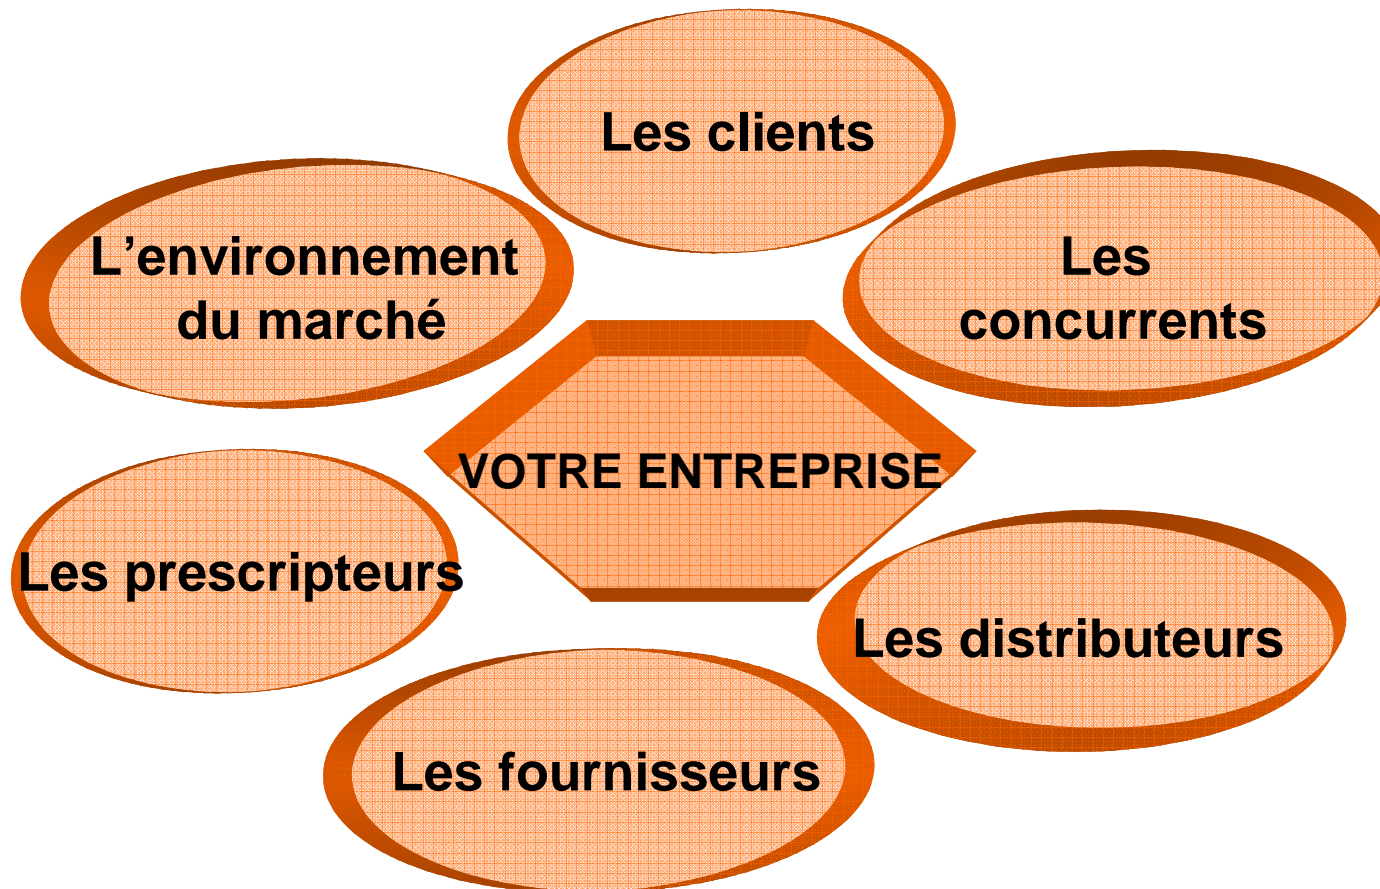 Les clients
L’environnement
du marché
Les
concurrents
VOTRE ENTREPRISE
Les prescripteurs
Les distributeurs
Les fournisseurs